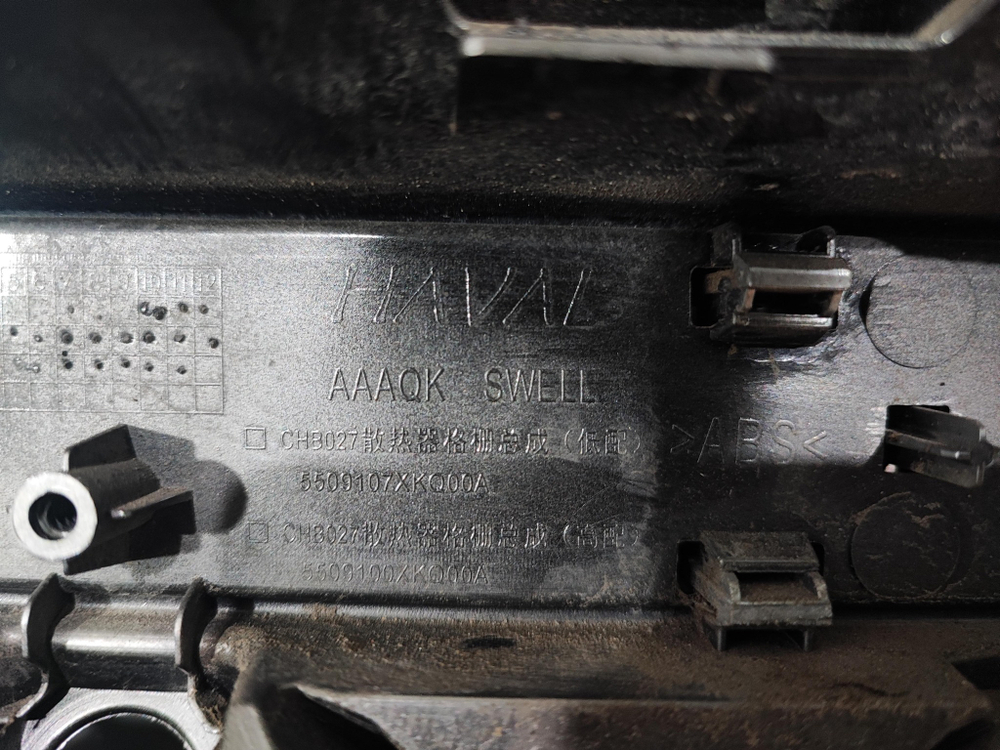 HAVAL
AAAQK SWELL
□ CHB027散热器格栅总成（低配）
>ABS<
5509107XKQ00A
□ CHB027散热器格栅总成（高配）
5509100XKQ00A